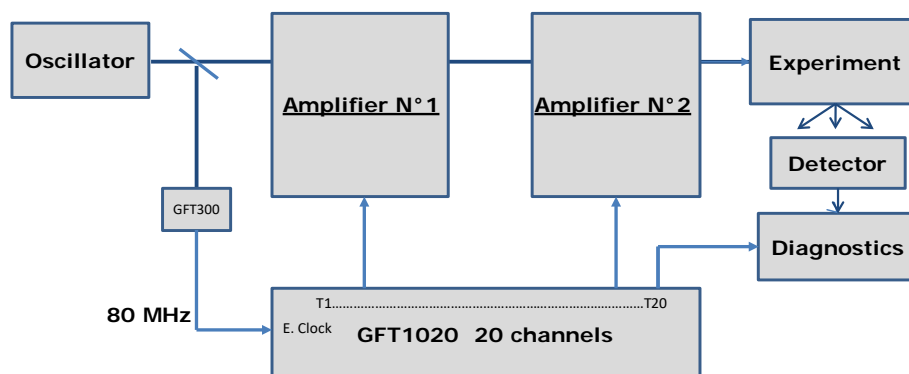 Oscillator
Amplifier N°1
Amplifier N°2
Experiment
Detector
GFT300
Diagnostics
80 MHz
T1……………………………………………………………………T20
E. Clock
GFT1020 20 channels